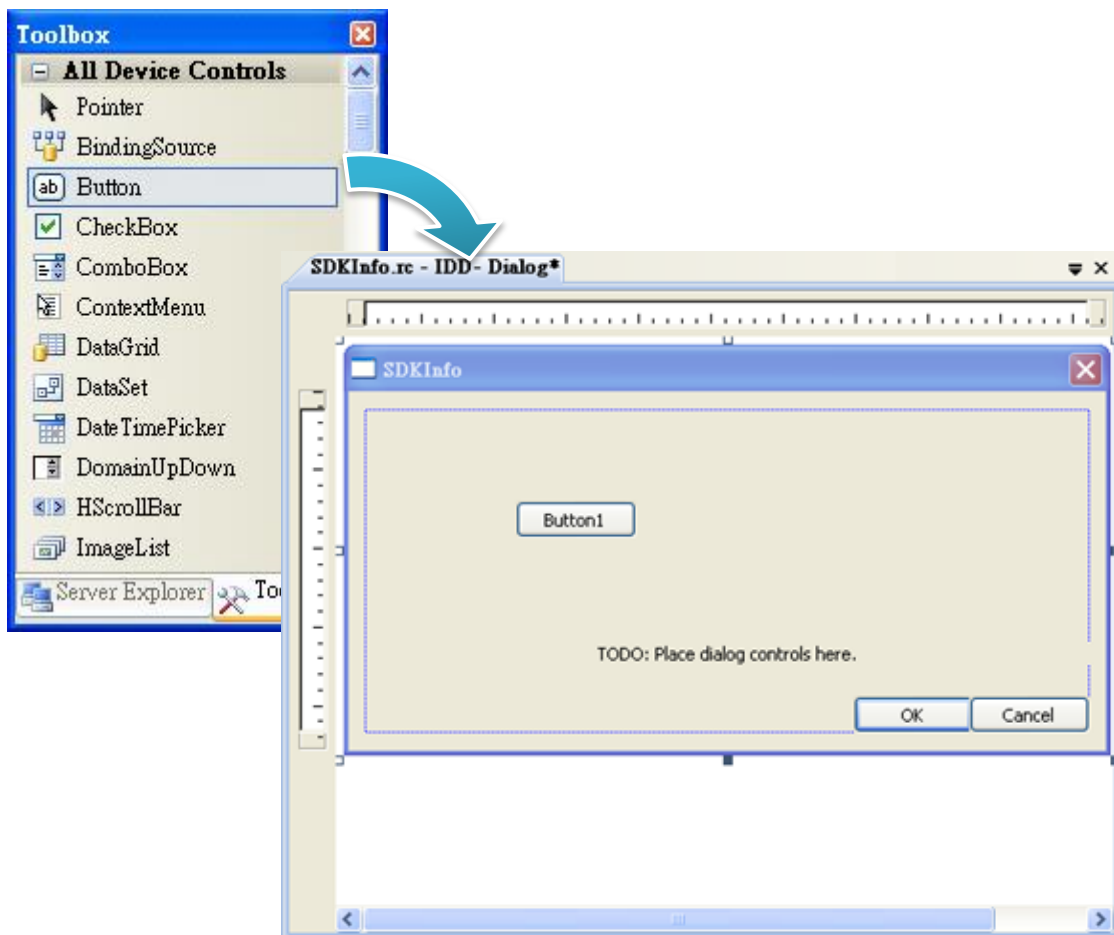 Toolbox
All Device Controls
Pointer
BindingSource
ab Button
CheckBox
ComboBox
ContextMenu
DataGrid
DataSet
DateTimePicker
DomainUpDown
HScrollBar
ImageList
Server Explorer
SDKInfo.rc - IDD- Dialog*
SDKInfo
Button1
TODO: Place dialog controls here.
OK Cancel